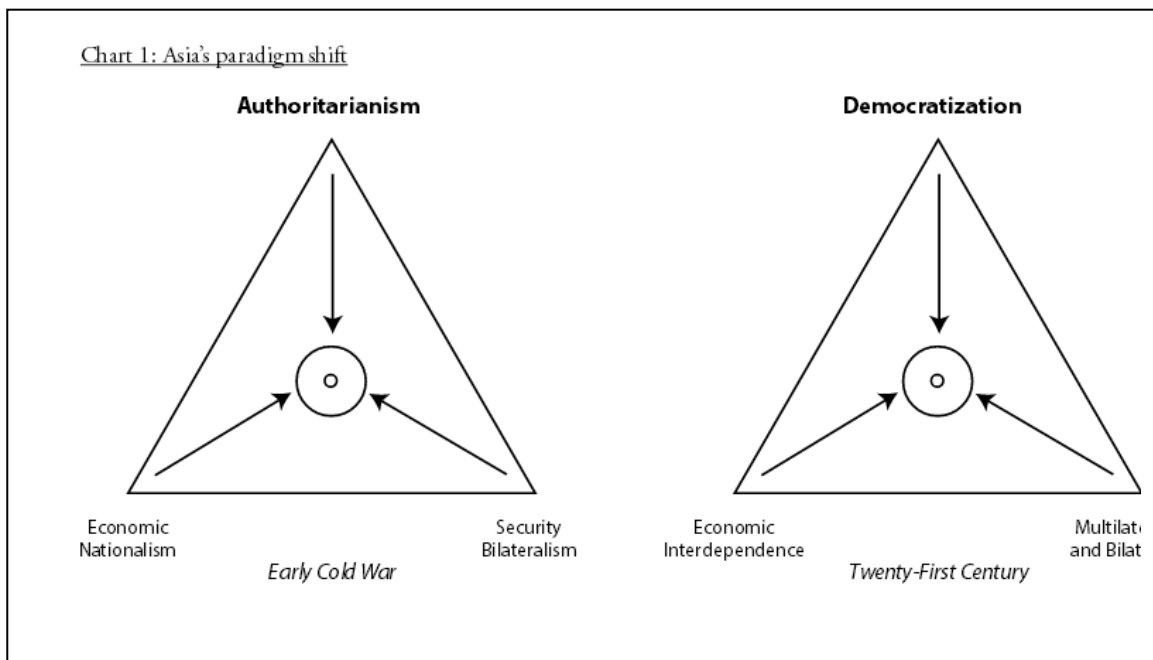 Chart 1: Asia's paradigm shift
Authoritarianism
Democratization
Economic
Nationalism
Security
Bilateralism
Early Cold War
Economic
Interdependence
and
Twenty-First Century